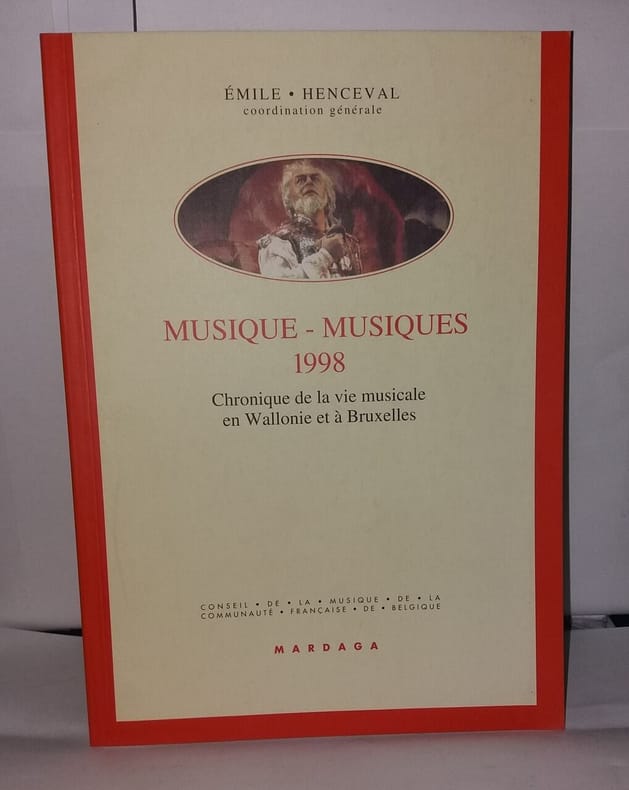 ÉMILE • HENCEVAL
coordination générale
MUSIQUE - MUSIQUES
1998
Chronique de la vie musicale
en Wallonie et à Bruxelles
CONSEIL • DE • LA • MUSIQUE • DE • LA
COMMUNAUTÉ • FRANÇAISE • DE • BELGIQUE
MARDAGA